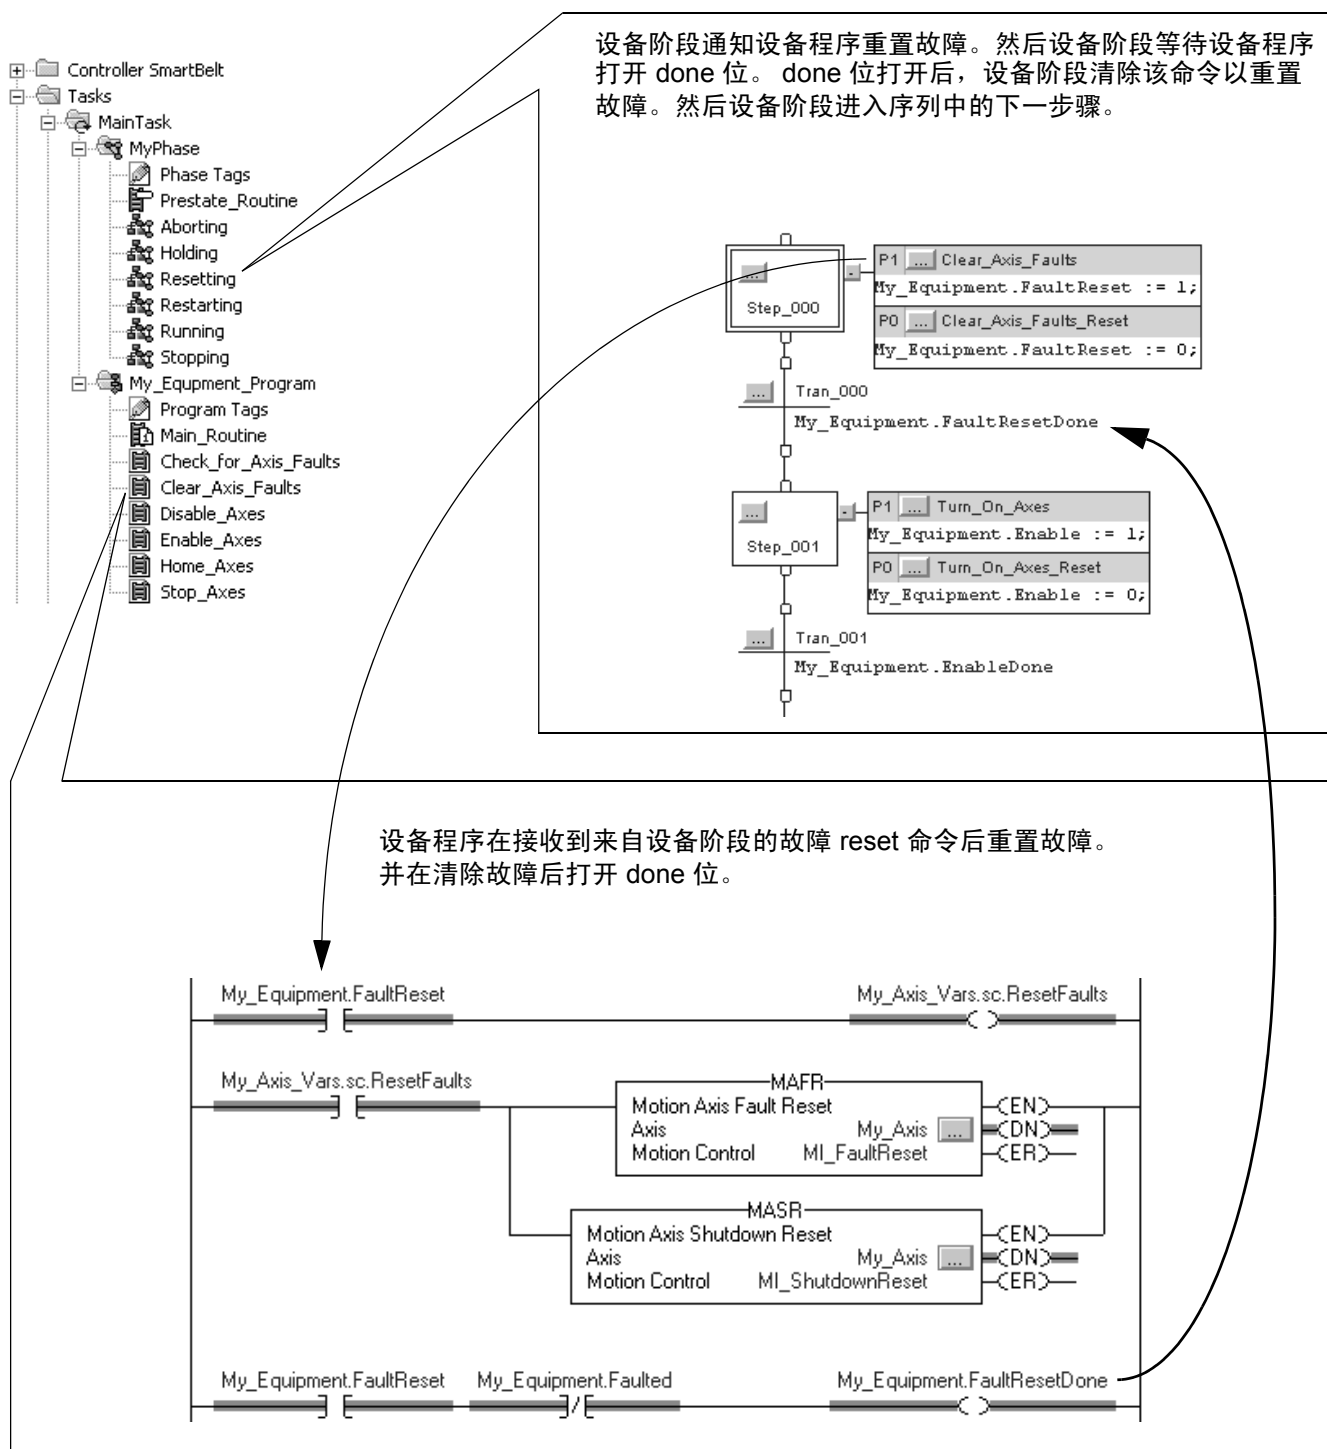 设备阶段通知设备程序重置故障。然后设备阶段等待设备程序
打开 done 位。 done 位打开后，设备阶段清除该命令以重置
故障。然后设备阶段进入序列中的下一步骤。
Controller SmartBelt
Tasks
MainTask
MyPhase
Phase Tags
Prestate_Routine
Aborting
Holding
Resetting
Restarting
Running
Stopping
My_Equpment_Program
Program Tags
Main_Routine
Check_for_Axis_Faults
Clear_Axis_Faults
Disable_Axes
Enable_Axes
Home_Axes
Stop_Axes
... Step_000
P1 ... Clear_Axis_Faults
My_Equipment.FaultReset := 1;
P0 ... Clear_Axis_Faults_Reset
My_Equipment.FaultReset := 0;
... Tran_000
My_Equipment.FaultResetDone
... Step_001
P1 ... Turn_On_Axes
My_Equipment.Enable := 1;
P0 ... Turn_On_Axes_Reset
My_Equipment.Enable := 0;
... Tran_001
My_Equipment.EnableDone
设备程序在接收到来自设备阶段的故障 reset 命令后重置故障。
并在清除故障后打开 done 位。
My_Equipment.FaultReset My_Axis_Vars.sc.ResetFaults
My_Axis_Vars.sc.ResetFaults
MAFR
Motion Axis Fault Reset EN
Axis My_Axis ... DN
Motion Control MI_FaultReset ER
MASR
Motion Axis Shutdown Reset EN
Axis My_Axis ... DN
Motion Control MI_ShutdownReset ER
My_Equipment.FaultReset My_Equipment.Faulted My_Equipment.FaultResetDone